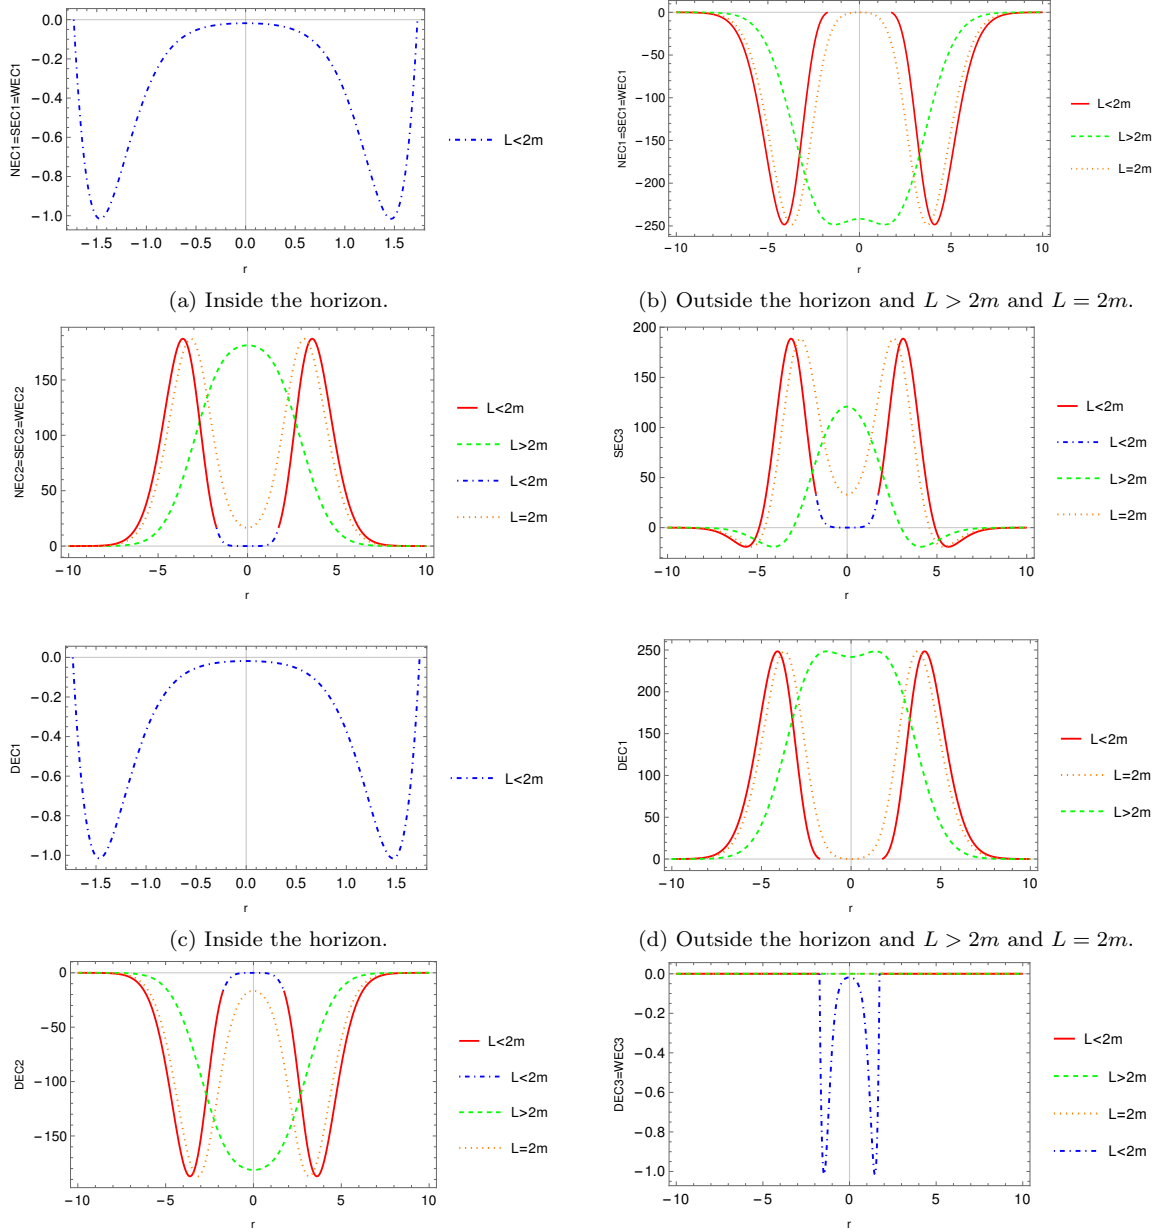 NEC1=SEC1=WEC1
0.0
−0.2
−0.4
−0.6
−0.8
−1.0
−1.5 −1.0 −0.5 0.0 0.5 1.0 1.5
r
L<2m
(a) Inside the horizon.
NEC1=SEC1=WEC1
0
−50
−100
−150
−200
−250
−10 −5 0 5 10
r
L<2m
L>2m
L=2m
(b) Outside the horizon and L > 2m and L = 2m.
NEC2=SEC2=WEC2
150
100
50
0
−10 −5 0 5 10
r
L<2m
L>2m
L<2m
L=2m
SEC3
200
150
100
50
0
−10 −5 0 5 10
r
L<2m
L<2m
L>2m
L=2m
DEC1
0.0
−0.2
−0.4
−0.6
−0.8
−1.0
−1.5 −1.0 −0.5 0.0 0.5 1.0 1.5
r
L<2m
(c) Inside the horizon.
DEC1
250
200
150
100
50
0
−10 −5 0 5 10
r
L<2m
L=2m
L>2m
(d) Outside the horizon and L > 2m and L = 2m.
DEC2
0
−50
−100
−150
−10 −5 0 5 10
r
L<2m
L<2m
L>2m
L=2m
DEC3=WEC3
0.0
−0.2
−0.4
−0.6
−0.8
−1.0
−10 −5 0 5 10
r
L<2m
L>2m
L=2m
L<2m